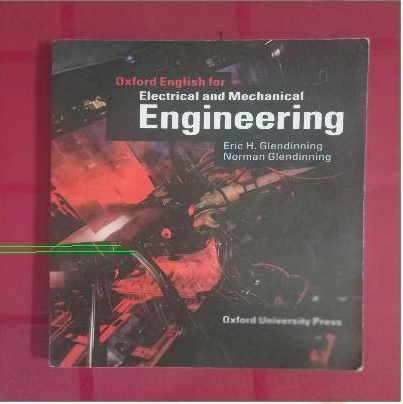 Oxford English for
Electrical and Mechanical
Engineering
Eric H. Glendinning
Norman Glendinning
Oxford University Press